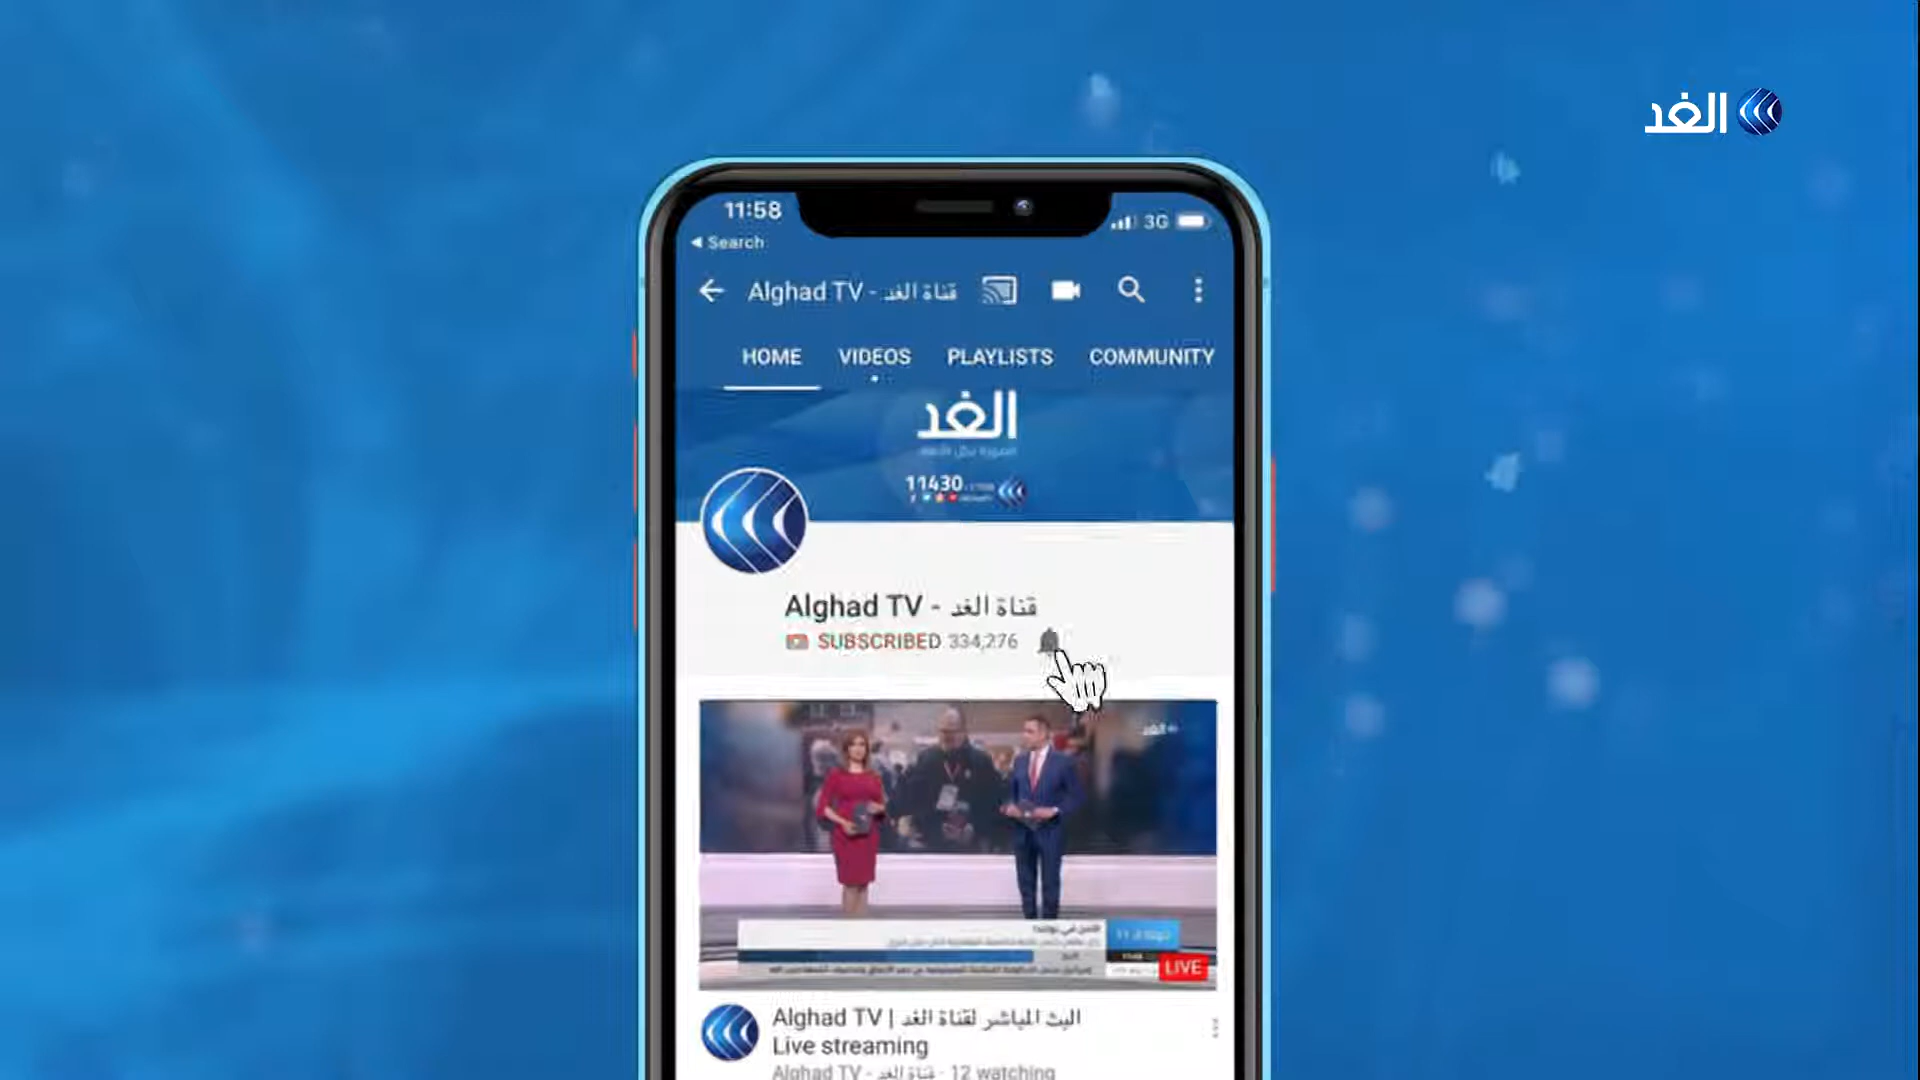 الغد
11:58
3G
Search
Alghad TV - قناة الغد
HOME VIDEOS PLAYLISTS COMMUNITY
الغد
11430
Alghad TV - قناة الغد
SUBSCRIBED 334,276
الغد
LIVE
Alghad TV | البث المباشر لقناة الغد
Live streaming
Alghad TV - قناة الغد · 12 watching